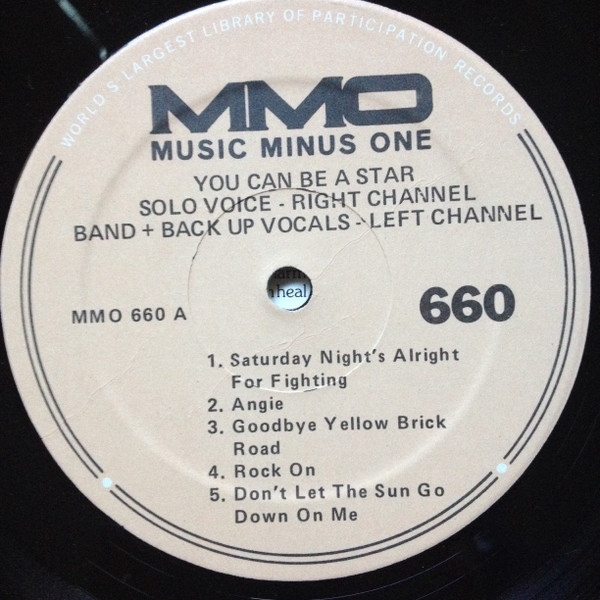 WORLD'S LARGEST LIBRARY OF PARTICIPATION RECORDS
MMO
MUSIC MINUS ONE
YOU CAN BE A STAR
SOLO VOICE - RIGHT CHANNEL
BAND + BACK UP VOCALS - LEFT CHANNEL
heal
MMO 660 A
660
1. Saturday Night's Alright
For Fighting
2. Angie
3. Goodbye Yellow Brick
Road
4. Rock On
5. Don't Let The Sun Go
Down On Me